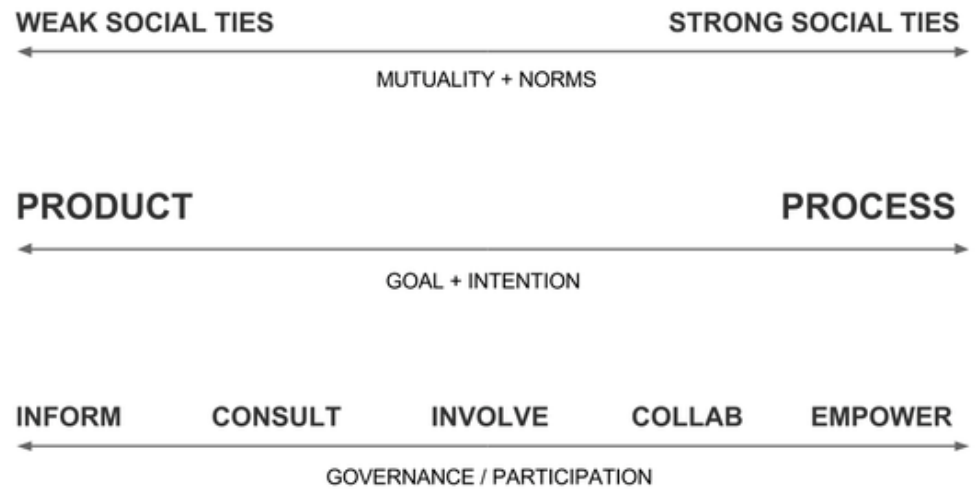 WEAK SOCIAL TIES STRONG SOCIAL TIES
MUTUALITY + NORMS
PRODUCT PROCESS
GOAL + INTENTION
INFORM CONSULT INVOLVE COLLAB EMPOWER
GOVERNANCE / PARTICIPATION